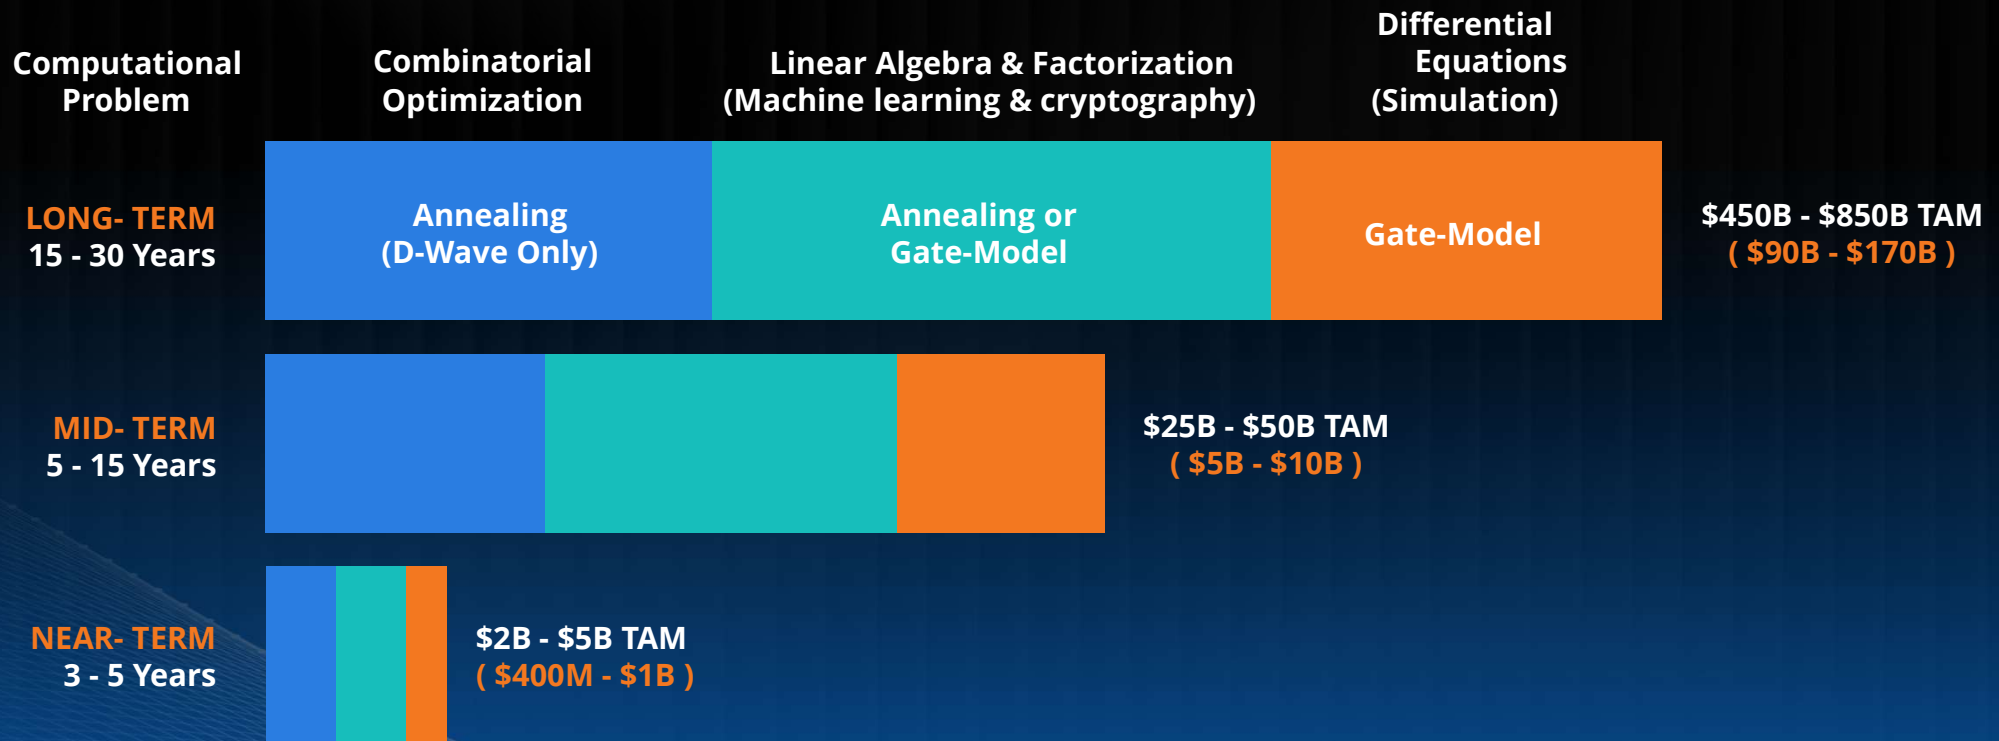 Computational
Problem
Combinatorial
Optimization
Linear Algebra & Factorization
(Machine learning & cryptography)
Differential
Equations
(Simulation)
LONG- TERM
15 - 30 Years
Annealing
(D-Wave Only)
Annealing or
Gate-Model
Gate-Model
$450B - $850B TAM
( $90B - $170B )
MID- TERM
5 - 15 Years
$25B - $50B TAM
( $5B - $10B )
NEAR- TERM
3 - 5 Years
$2B - $5B TAM
( $400M - $1B )